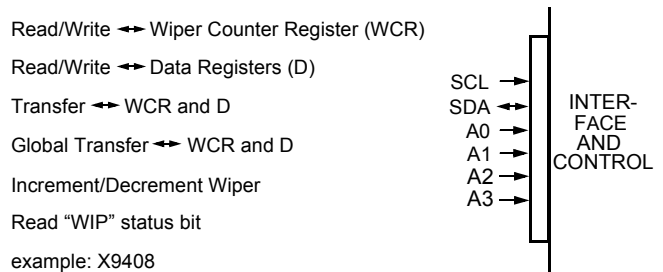 Read/Write ↔ Wiper Counter Register (WCR)
Read/Write ↔ Data Registers (D)
Transfer ↔ WCR and D
Global Transfer ↔ WCR and D
Increment/Decrement Wiper
Read “WIP” status bit
example: X9408
SCL
SDA
A0
A1
A2
A3
INTER-
FACE
AND
CONTROL